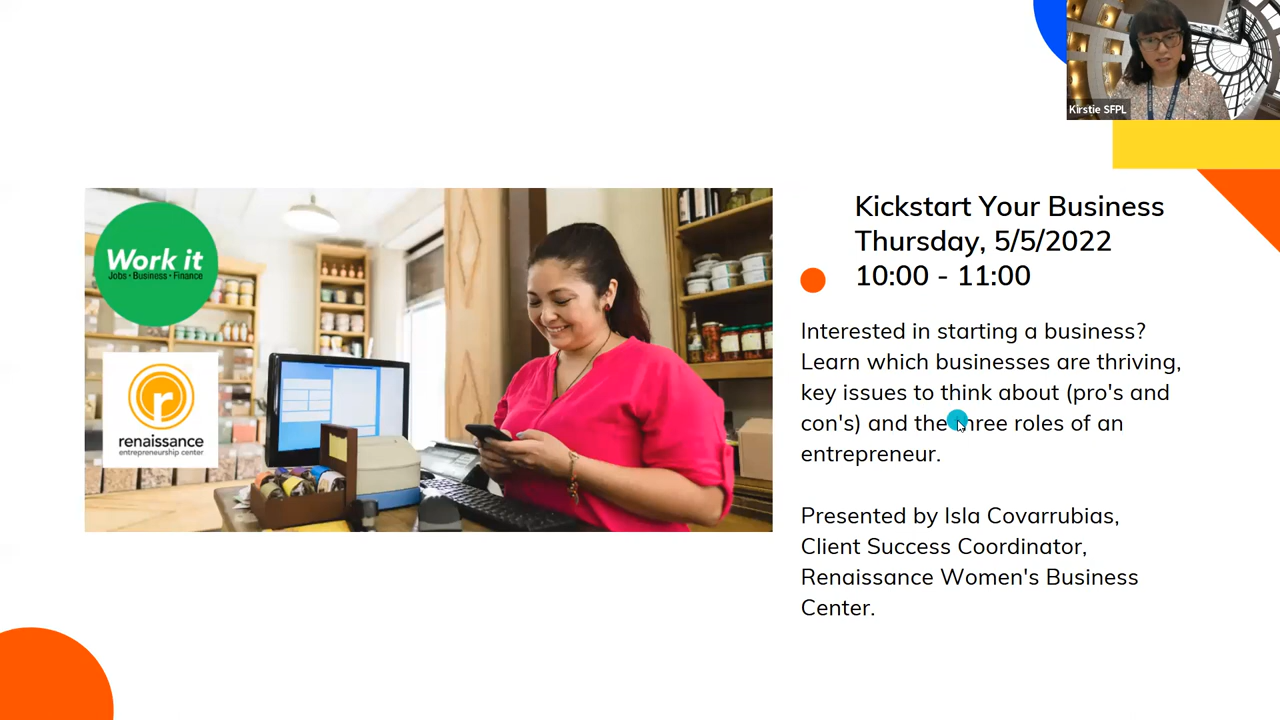 Kirstie SFPL
Work it
Jobs • Business • Finance
r
renaissance
entrepreneurship center
Kickstart Your Business
Thursday, 5/5/2022
10:00 - 11:00
Interested in starting a business?
Learn which businesses are thriving,
key issues to think about (pro's and
con's) and the three roles of an
entrepreneur.
Presented by Isla Covarrubias,
Client Success Coordinator,
Renaissance Women's Business
Center.